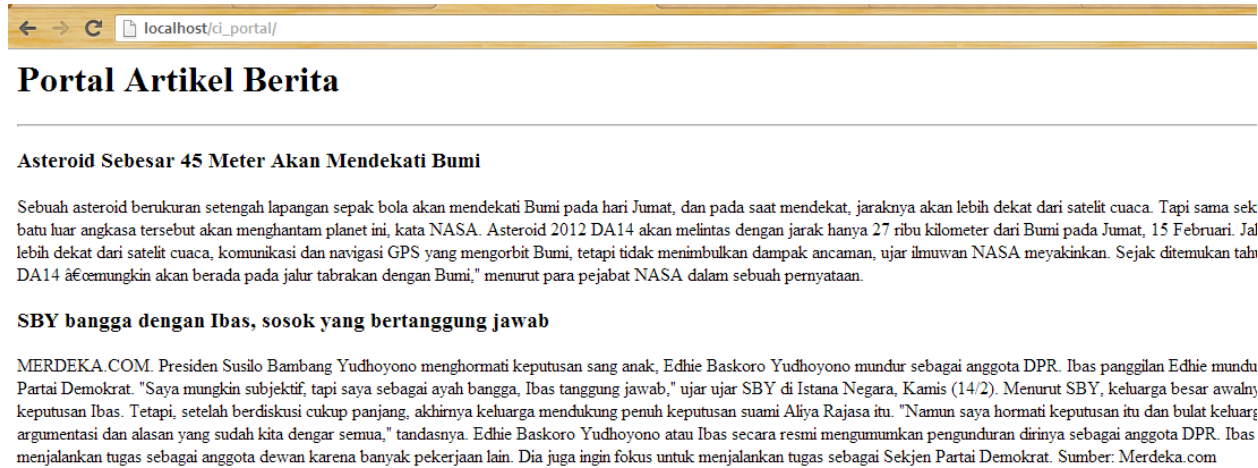 localhost/ci_portal/
Portal Artikel Berita
Asteroid Sebesar 45 Meter Akan Mendekati Bumi
Sebuah asteroid berukuran setengah lapangan sepak bola akan mendekati Bumi pada hari Jumat, dan pada saat mendekat, jaraknya akan lebih dekat dari satelit cuaca. Tapi sama sek
batu luar angkasa tersebut akan menghantam planet ini, kata NASA. Asteroid 2012 DA14 akan melintas dengan jarak hanya 27 ribu kilometer dari Bumi pada Jumat, 15 Februari. Jal
lebih dekat dari satelit cuaca, komunikasi dan navigasi GPS yang mengorbit Bumi, tetapi tidak menimbulkan dampak ancaman, ujar ilmuwan NASA meyakinkan. Sejak ditemukan tahu
DA14 â€œmungkin akan berada pada jalur tabrakan dengan Bumi," menurut para pejabat NASA dalam sebuah pernyataan.
SBY bangga dengan Ibas, sosok yang bertanggung jawab
MERDEKA.COM. Presiden Susilo Bambang Yudhoyono menghormati keputusan sang anak, Edhie Baskoro Yudhoyono mundur sebagai anggota DPR. Ibas panggilan Edhie mundu
Partai Demokrat. "Saya mungkin subjektif, tapi saya sebagai ayah bangga, Ibas tanggung jawab," ujar ujar SBY di Istana Negara, Kamis (14/2). Menurut SBY, keluarga besar awalny
keputusan Ibas. Tetapi, setelah berdiskusi cukup panjang, akhirnya keluarga mendukung penuh keputusan suami Aliya Rajasa itu. "Namun saya hormati keputusan itu dan bulat keluarg
argumentasi dan alasan yang sudah kita dengar semua," tandasnya. Edhie Baskoro Yudhoyono atau Ibas secara resmi mengumumkan pengunduran dirinya sebagai anggota DPR. Ibas
menjalankan tugas sebagai anggota dewan karena banyak pekerjaan lain. Dia juga ingin fokus untuk menjalankan tugas sebagai Sekjen Partai Demokrat. Sumber: Merdeka.com